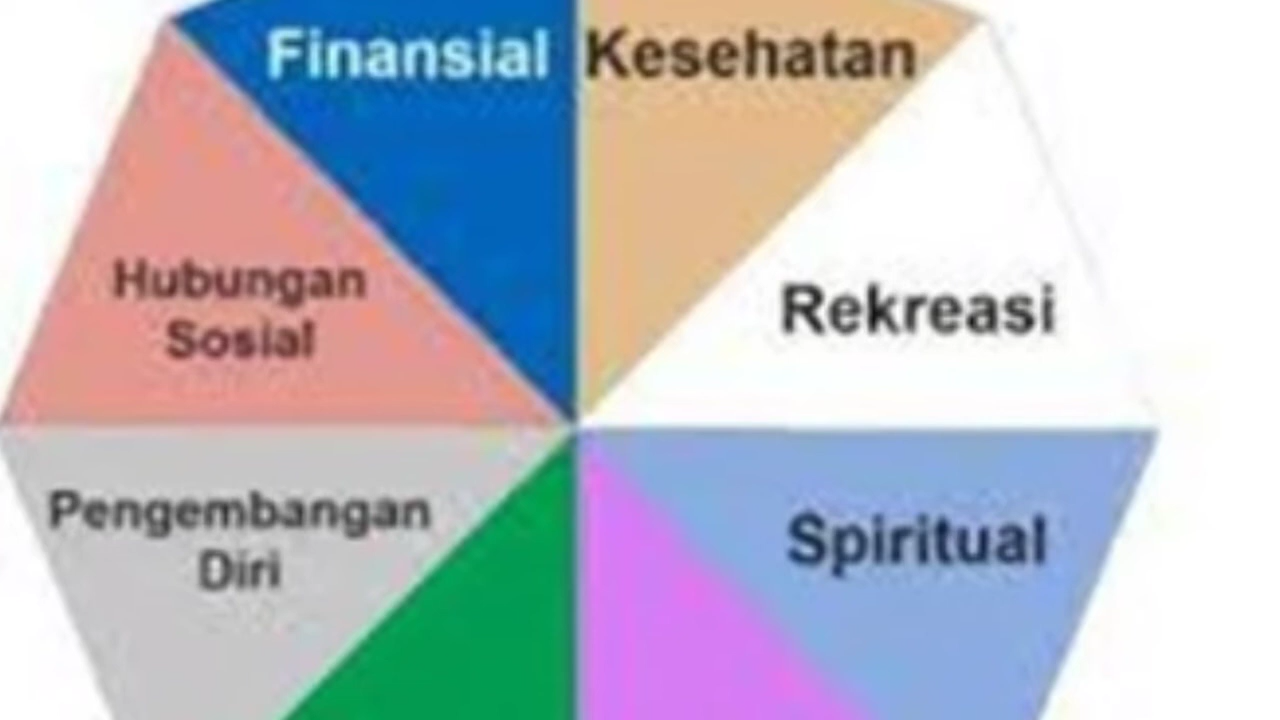 Finansial
Kesehatan
Hubungan
Sosial
Rekreasi
Pengembangan
Diri
Spiritual